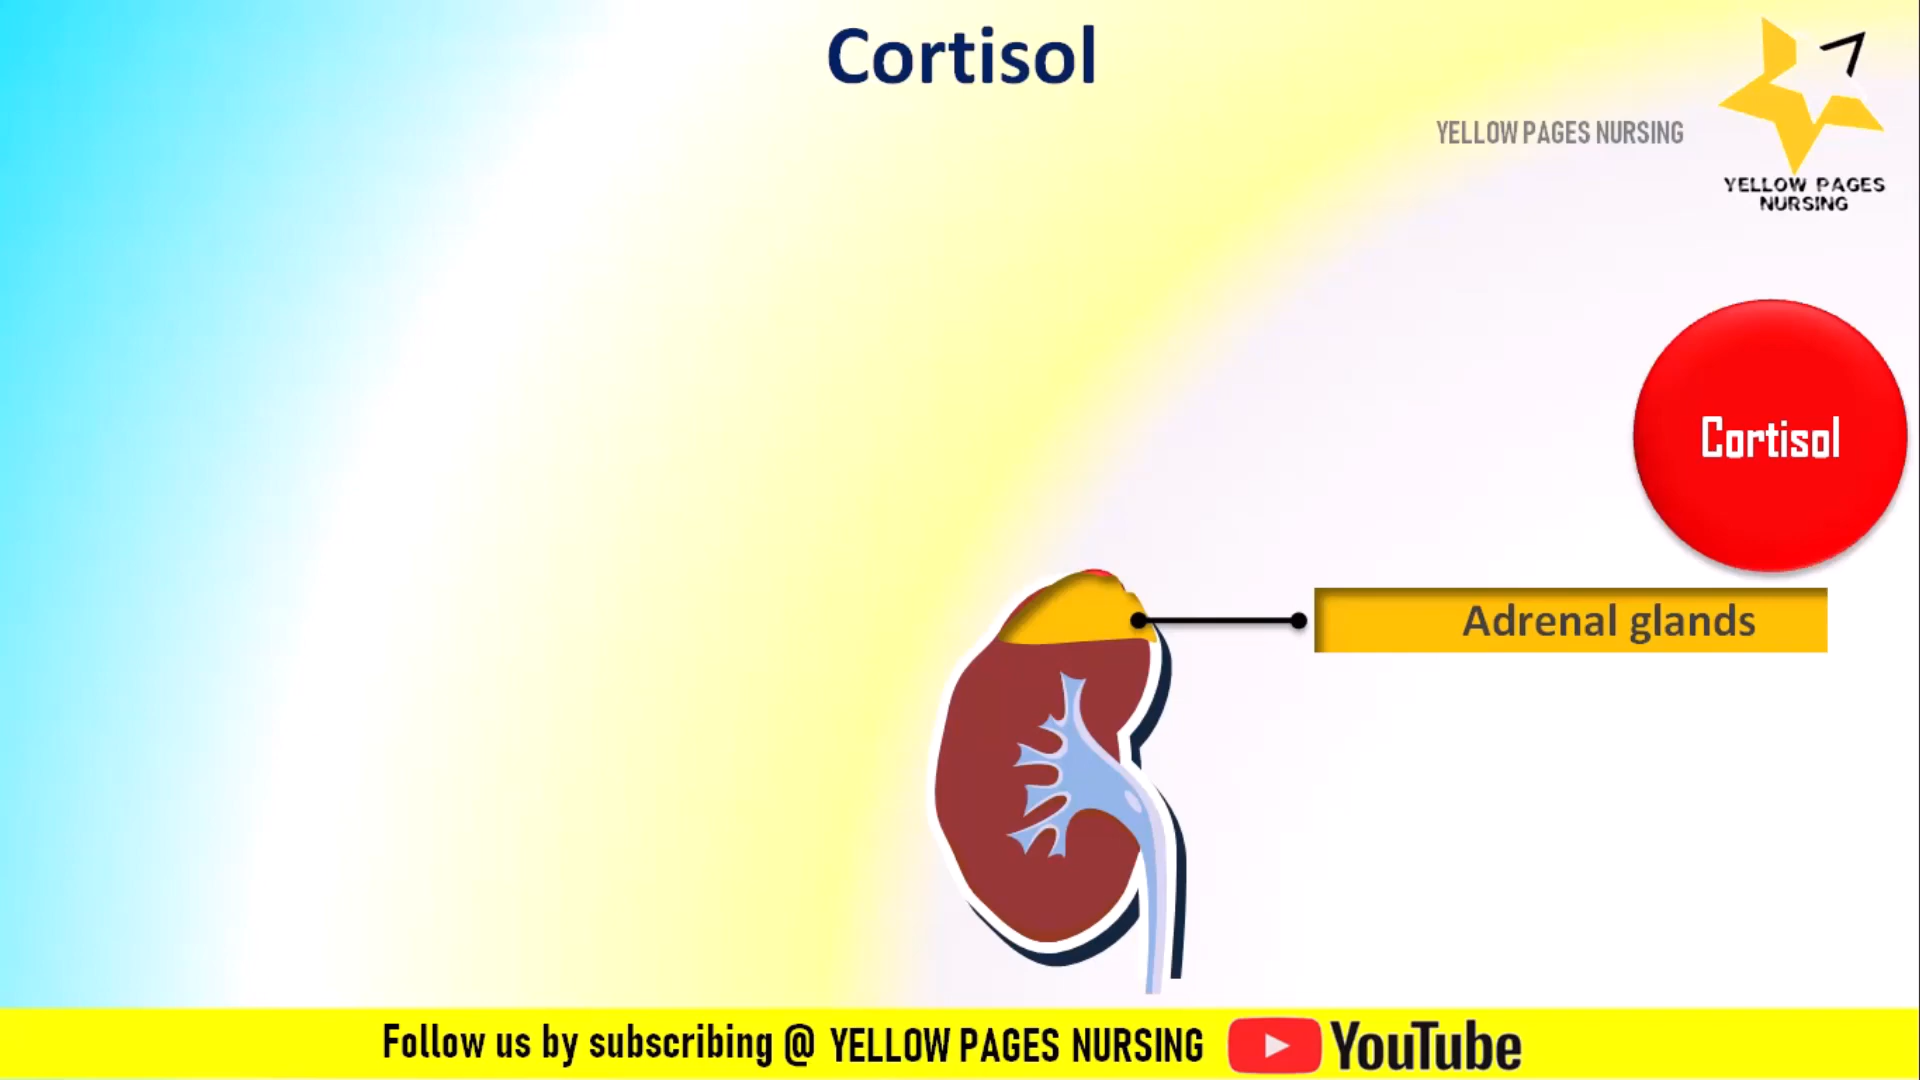 Cortisol
YELLOW PAGES NURSING
YELLOW PAGES
NURSING
Cortisol
Adrenal glands
Follow us by subscribing @ YELLOW PAGES NURSING YouTube